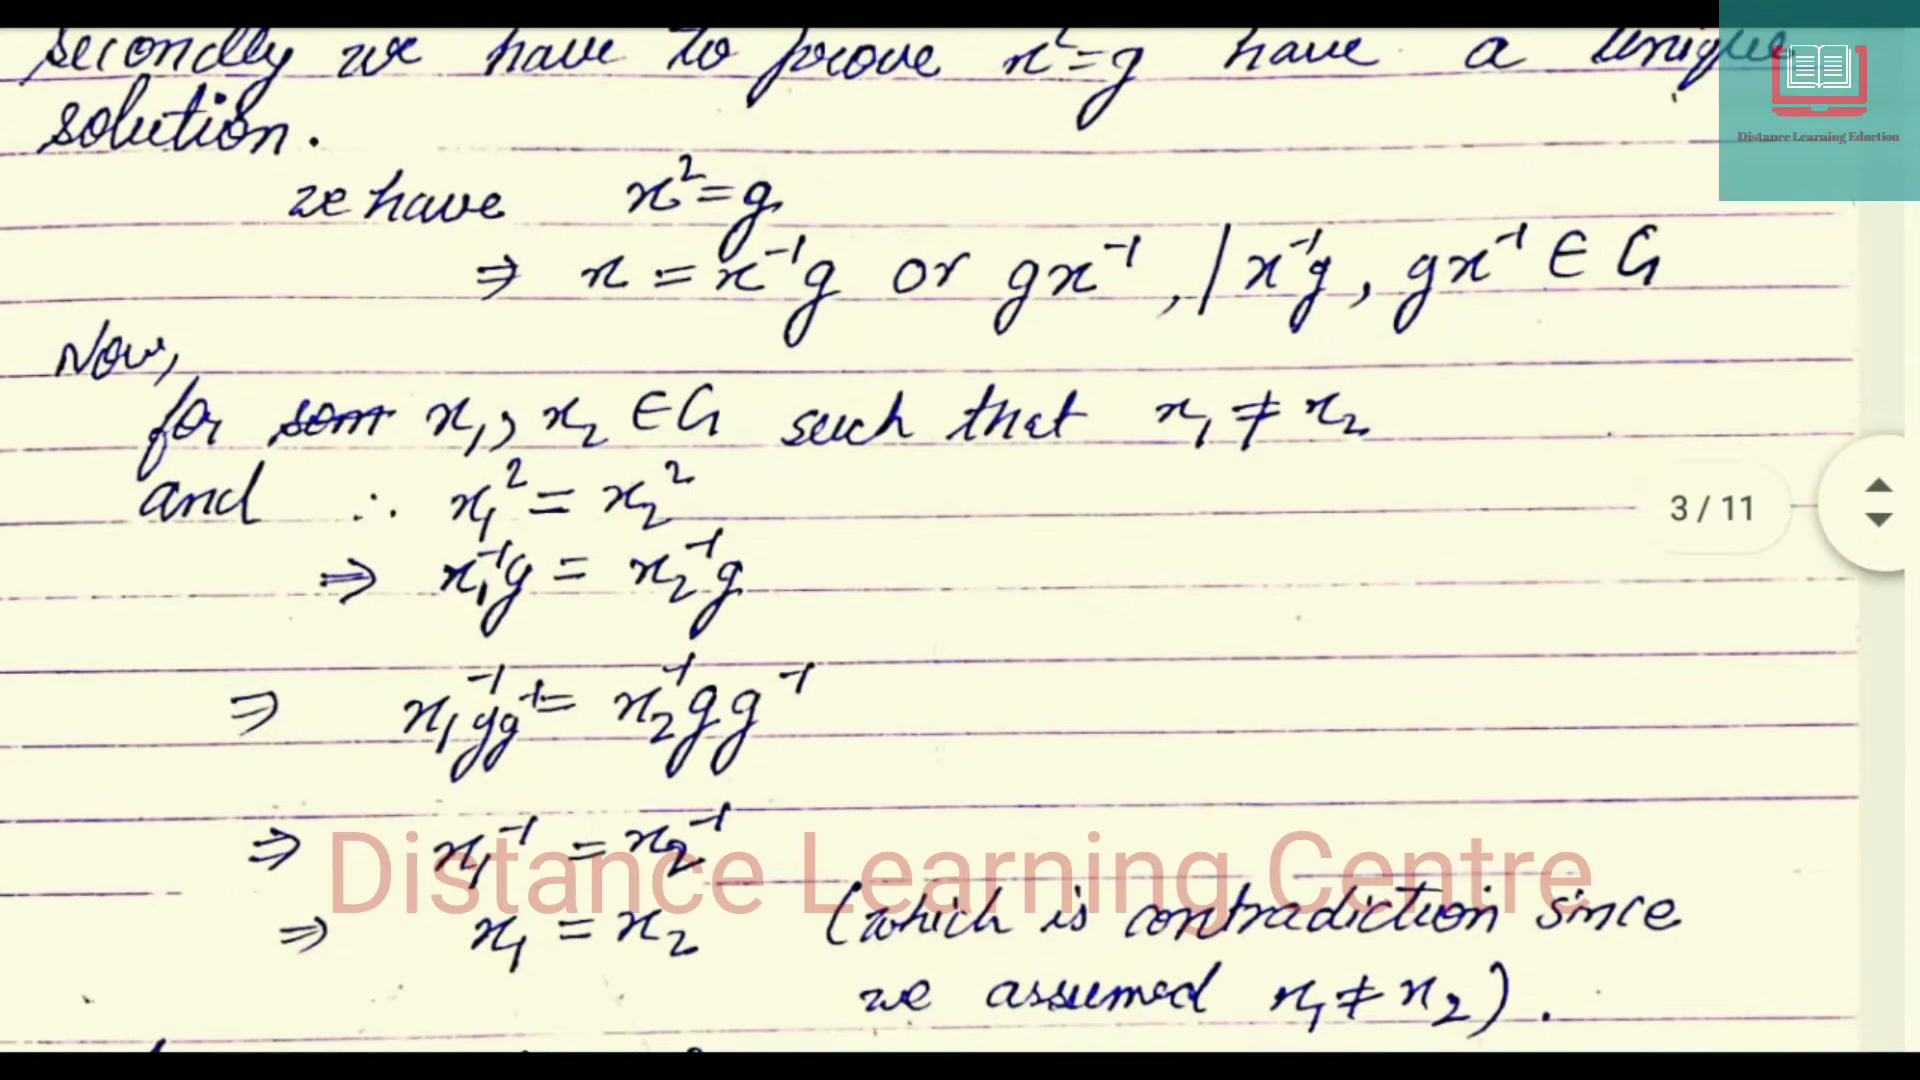 secondly we have to prove x²=g have a unique
solution.
we have x²=g
⇒ x = x⁻¹g or gx⁻¹, / x⁻¹g, gx⁻¹ ∈ G
Now,
for som x₁, x₂ ∈ G such that x₁ ≠ x₂
and ∴ x₁² = x₂²
⇒ x₁⁻¹g = x₂⁻¹g
⇒ x₁⁻¹gg⁻¹ = x₂⁻¹gg⁻¹
⇒ x₁⁻¹ = x₂⁻¹
⇒ x₁ = x₂ (which is contradiction since
we assumed x₁ ≠ x₂).
Distance Learning Eduction
3 / 11
Distance Learning Centre